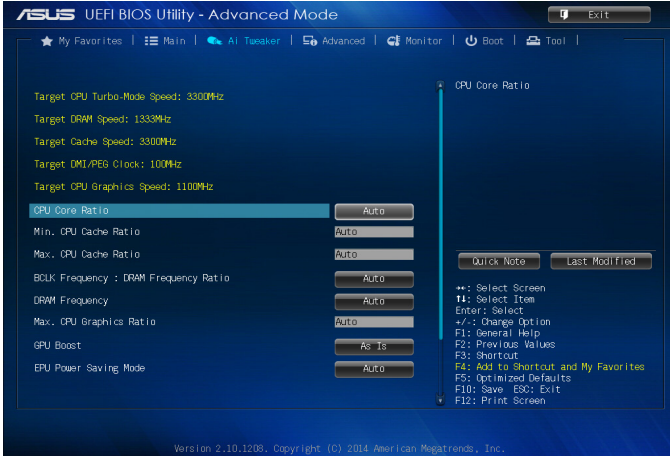 ASUS UEFI BIOS Utility - Advanced Mode
Exit
My Favorites | Main | Ai Tweaker | Advanced | Monitor | Boot | Tool |
Target CPU Turbo-Mode Speed: 3300MHz
Target DRAM Speed: 1333MHz
Target Cache Speed: 3300MHz
Target DMI/PEG Clock: 100MHz
Target CPU Graphics Speed: 1100MHz
CPU Core Ratio Auto
Min. CPU Cache Ratio Auto
Max. CPU Cache Ratio Auto
BCLK Frequency : DRAM Frequency Ratio Auto
DRAM Frequency Auto
Max. CPU Graphics Ratio Auto
GPU Boost As Is
EPU Power Saving Mode Auto
CPU Core Ratio
Quick Note Last Modified
→←: Select Screen
↑↓: Select Item
Enter: Select
+/-: Change Option
F1: General Help
F2: Previous Values
F3: Shortcut
F4: Add to Shortcut and My Favorites
F5: Optimized Defaults
F10: Save ESC: Exit
F12: Print Screen
Version 2.10.1208. Copyright (C) 2014 American Megatrends, Inc.